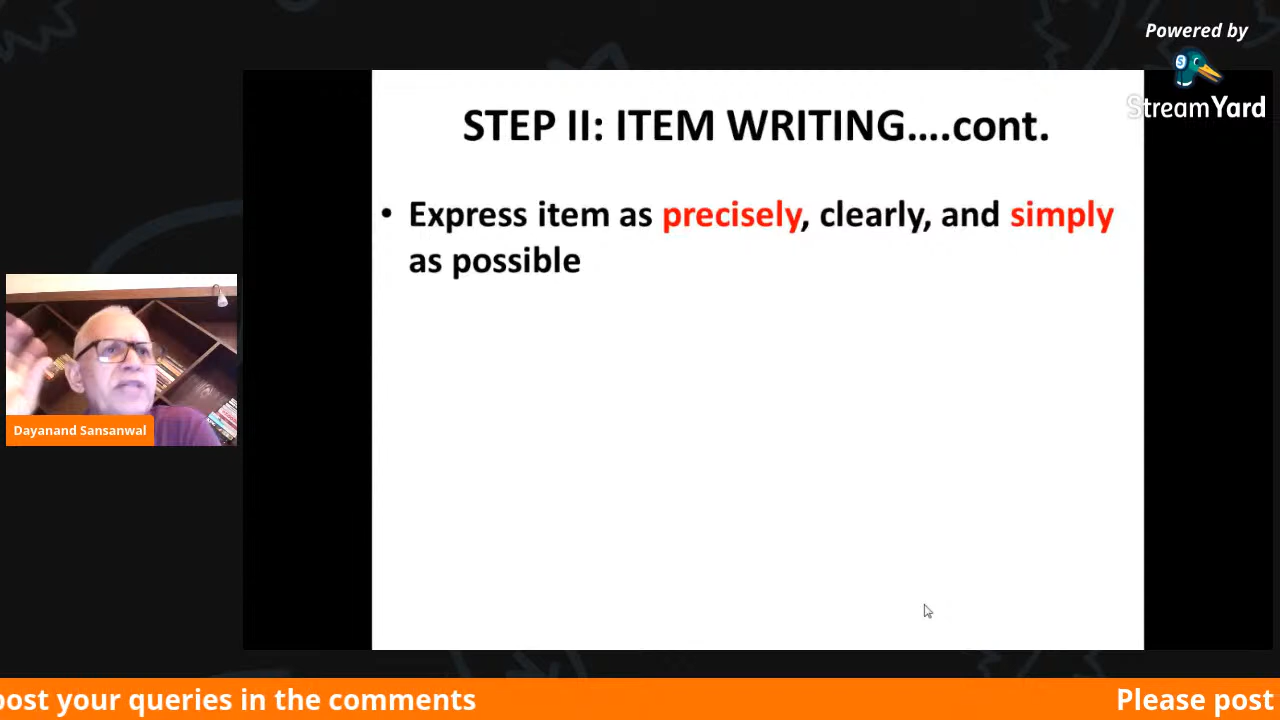 Powered by
StreamYard
STEP II: ITEM WRITING....cont.
• Express item as precisely, clearly, and simply
as possible
Dayanand Sansanwal
post your queries in the comments
Please post